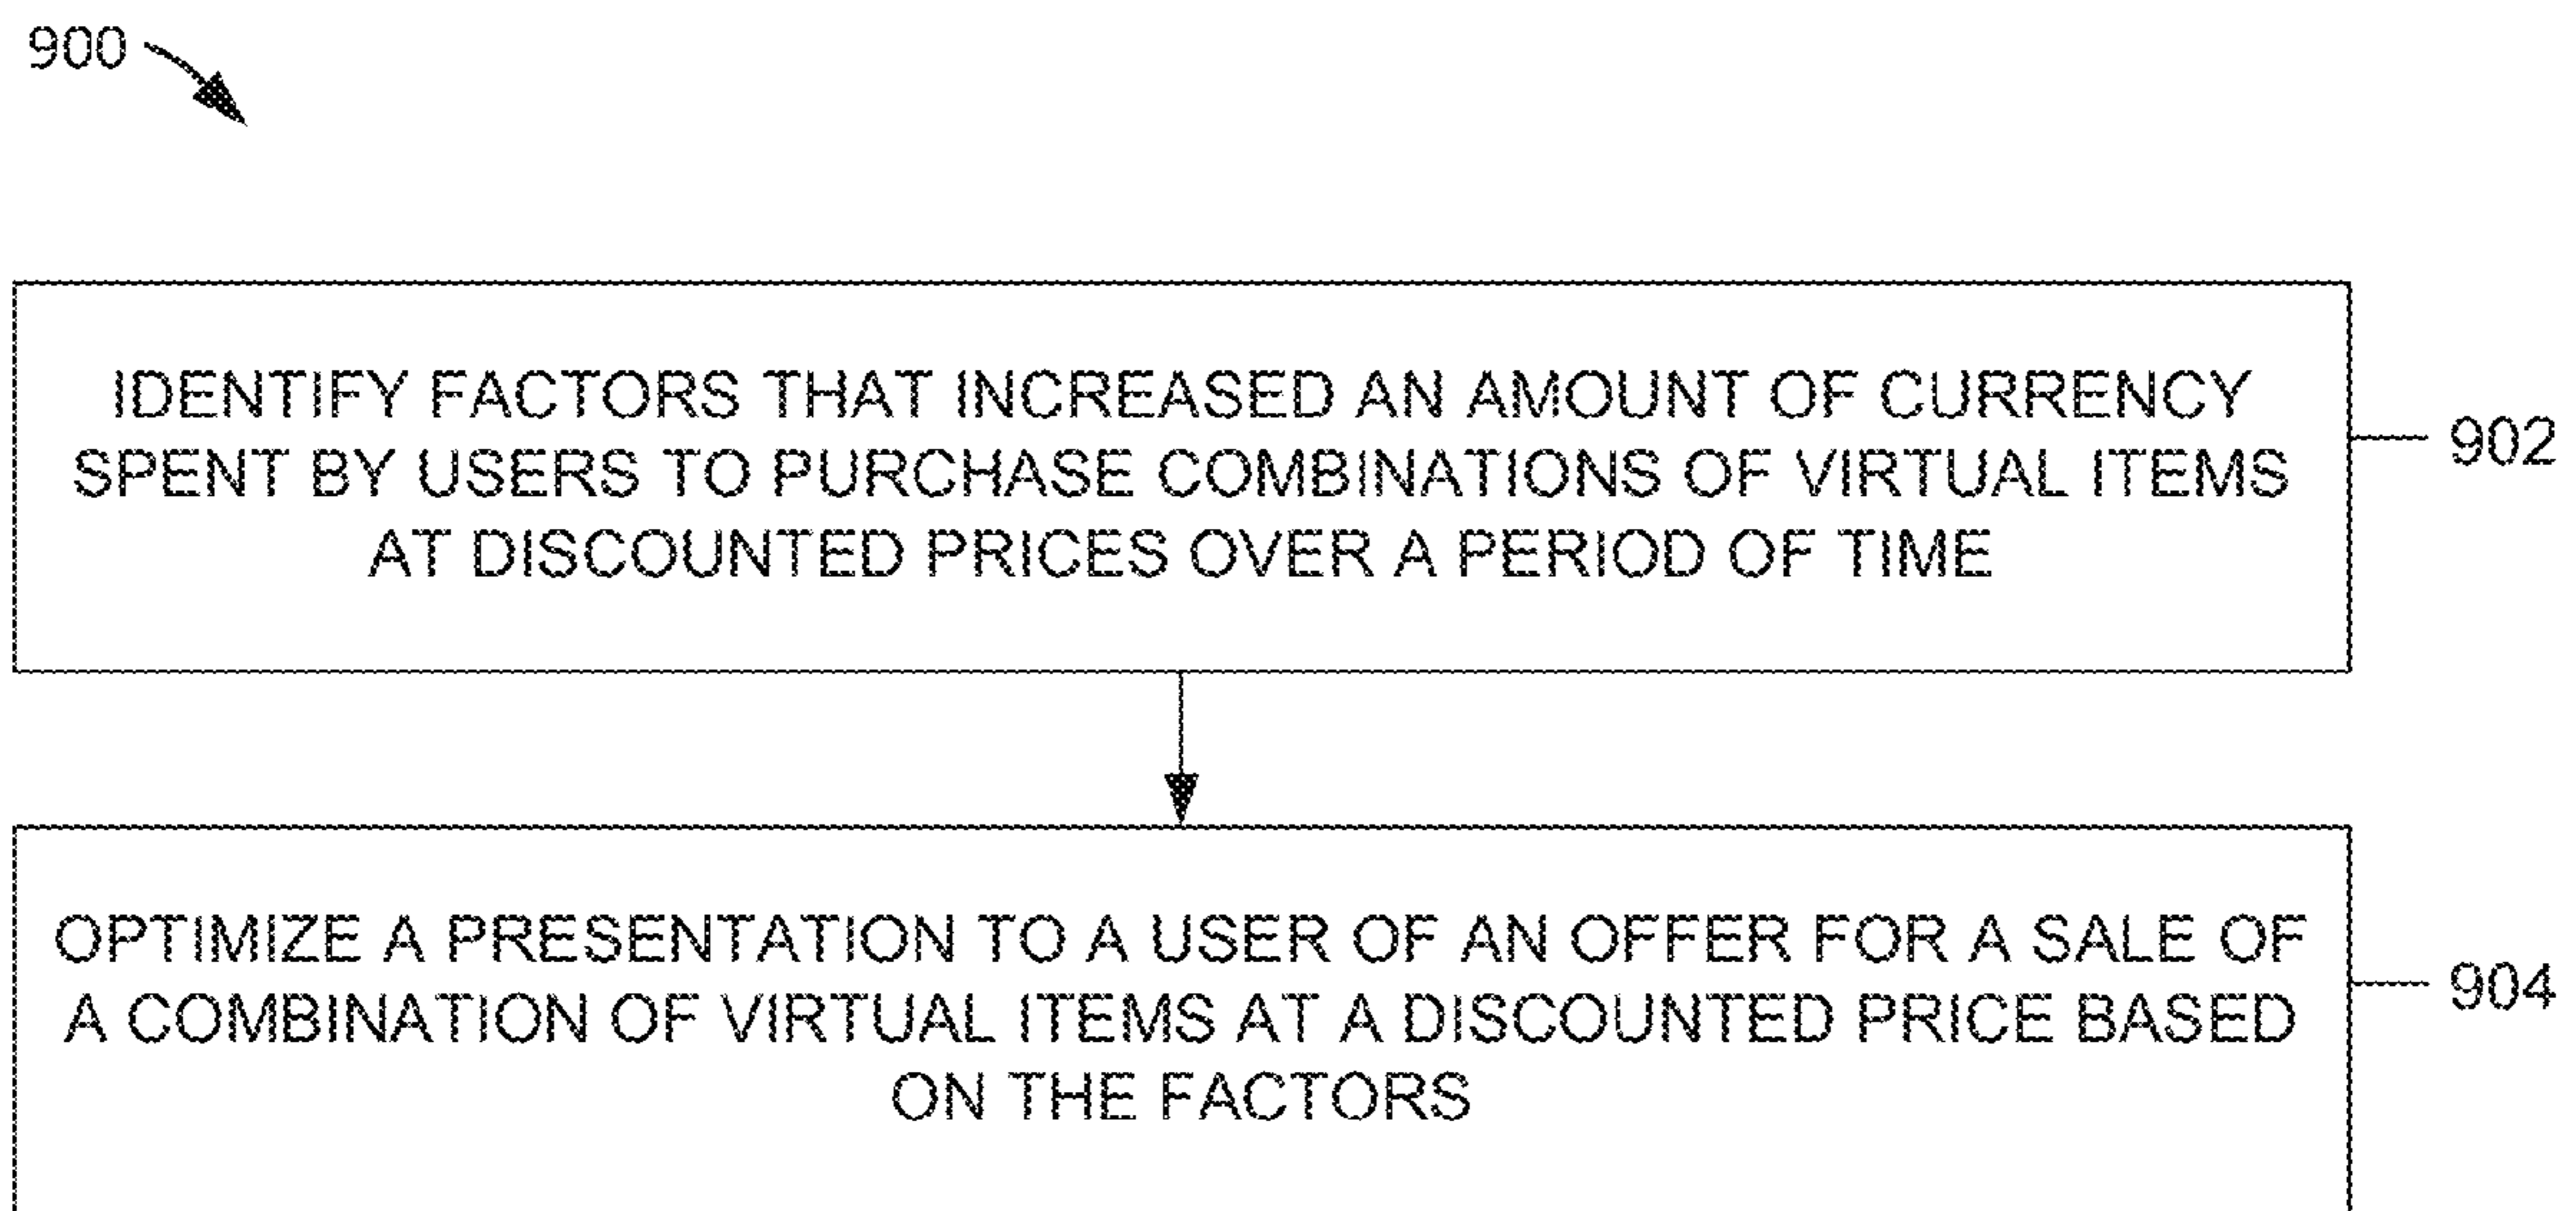 900
IDENTIFY FACTORS THAT INCREASED AN AMOUNT OF CURRENCY
SPENT BY USERS TO PURCHASE COMBINATIONS OF VIRTUAL ITEMS
AT DISCOUNTED PRICES OVER A PERIOD OF TIME
902
OPTIMIZE A PRESENTATION TO A USER OF AN OFFER FOR A SALE OF
A COMBINATION OF VIRTUAL ITEMS AT A DISCOUNTED PRICE BASED
ON THE FACTORS
904